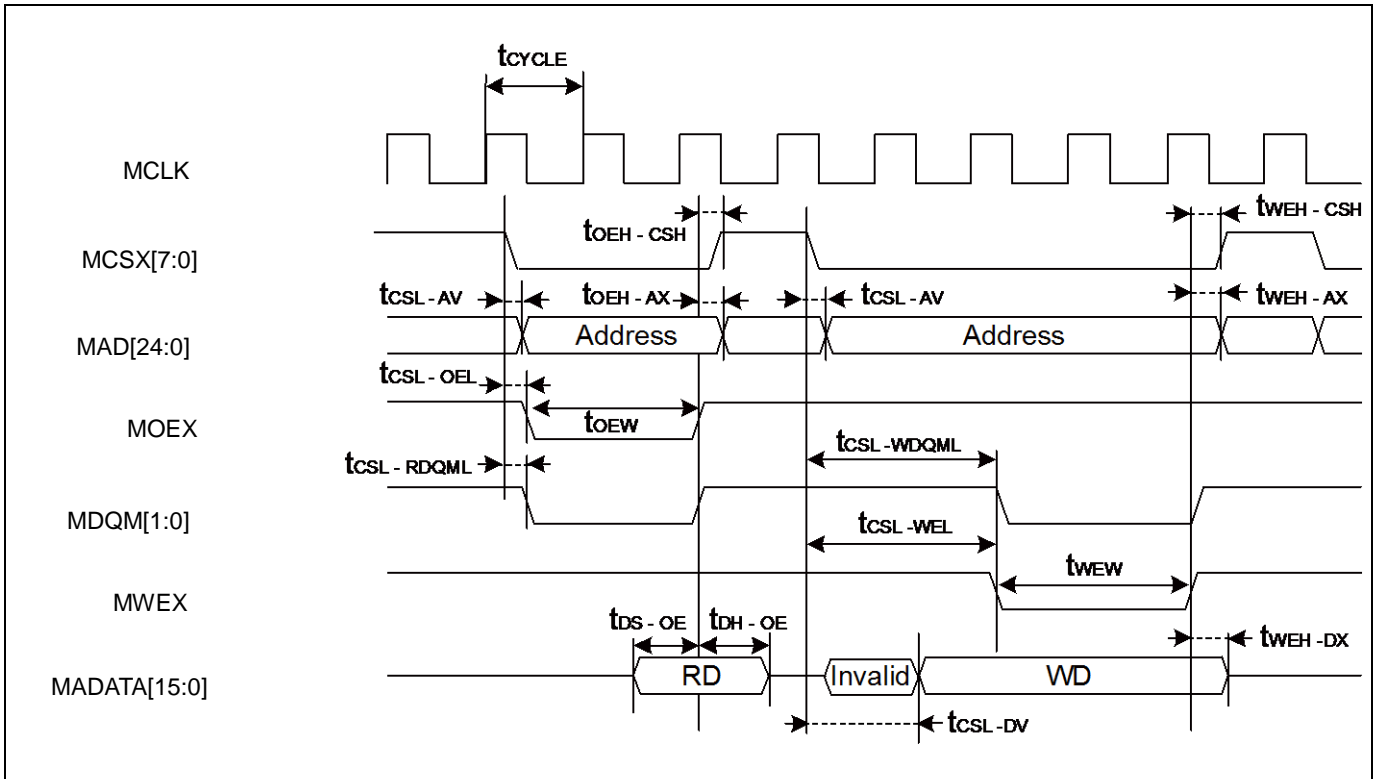 tCYCLE
MCLK
tOEH - CSH
tWEH - CSH
MCSX[7:0]
tCSL - AV
tOEH - AX
tCSL - AV
tWEH - AX
MAD[24:0]
Address
Address
tCSL - OEL
MOEX
tOEW
tCSL -WDQML
tCSL - RDQML
MDQM[1:0]
tCSL -WEL
tWEW
MWEX
tDS - OE
tDH - OE
tWEH -DX
MADATA[15:0]
RD
Invalid
WD
tCSL -DV